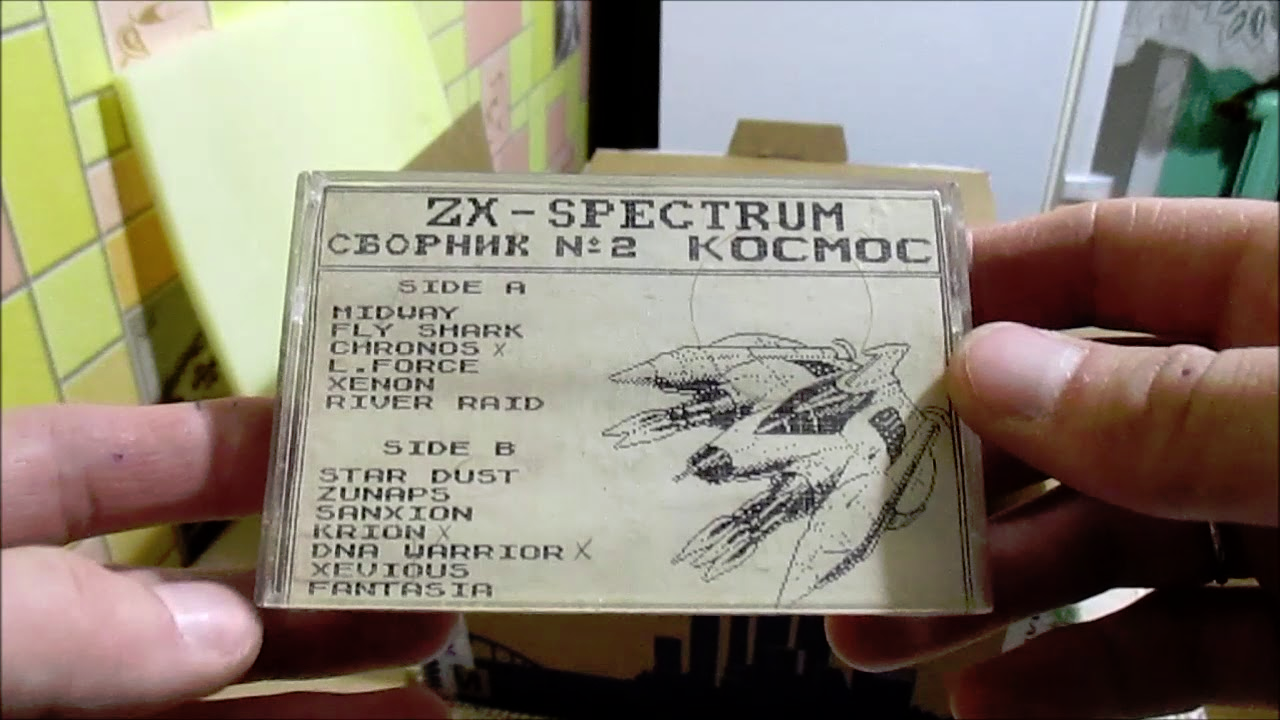 ZX-SPECTRUM
СБОРНИК №2 КОСМОС
SIDE A
MIDWAY
FLY SHARK
CHRONOS X
L.FORCE
XENON
RIVER RAID
SIDE B
STAR DUST
ZUNAPS
SANXION
KRION X
DNA WARRIOR X
XEVIOUS
FANTASIA